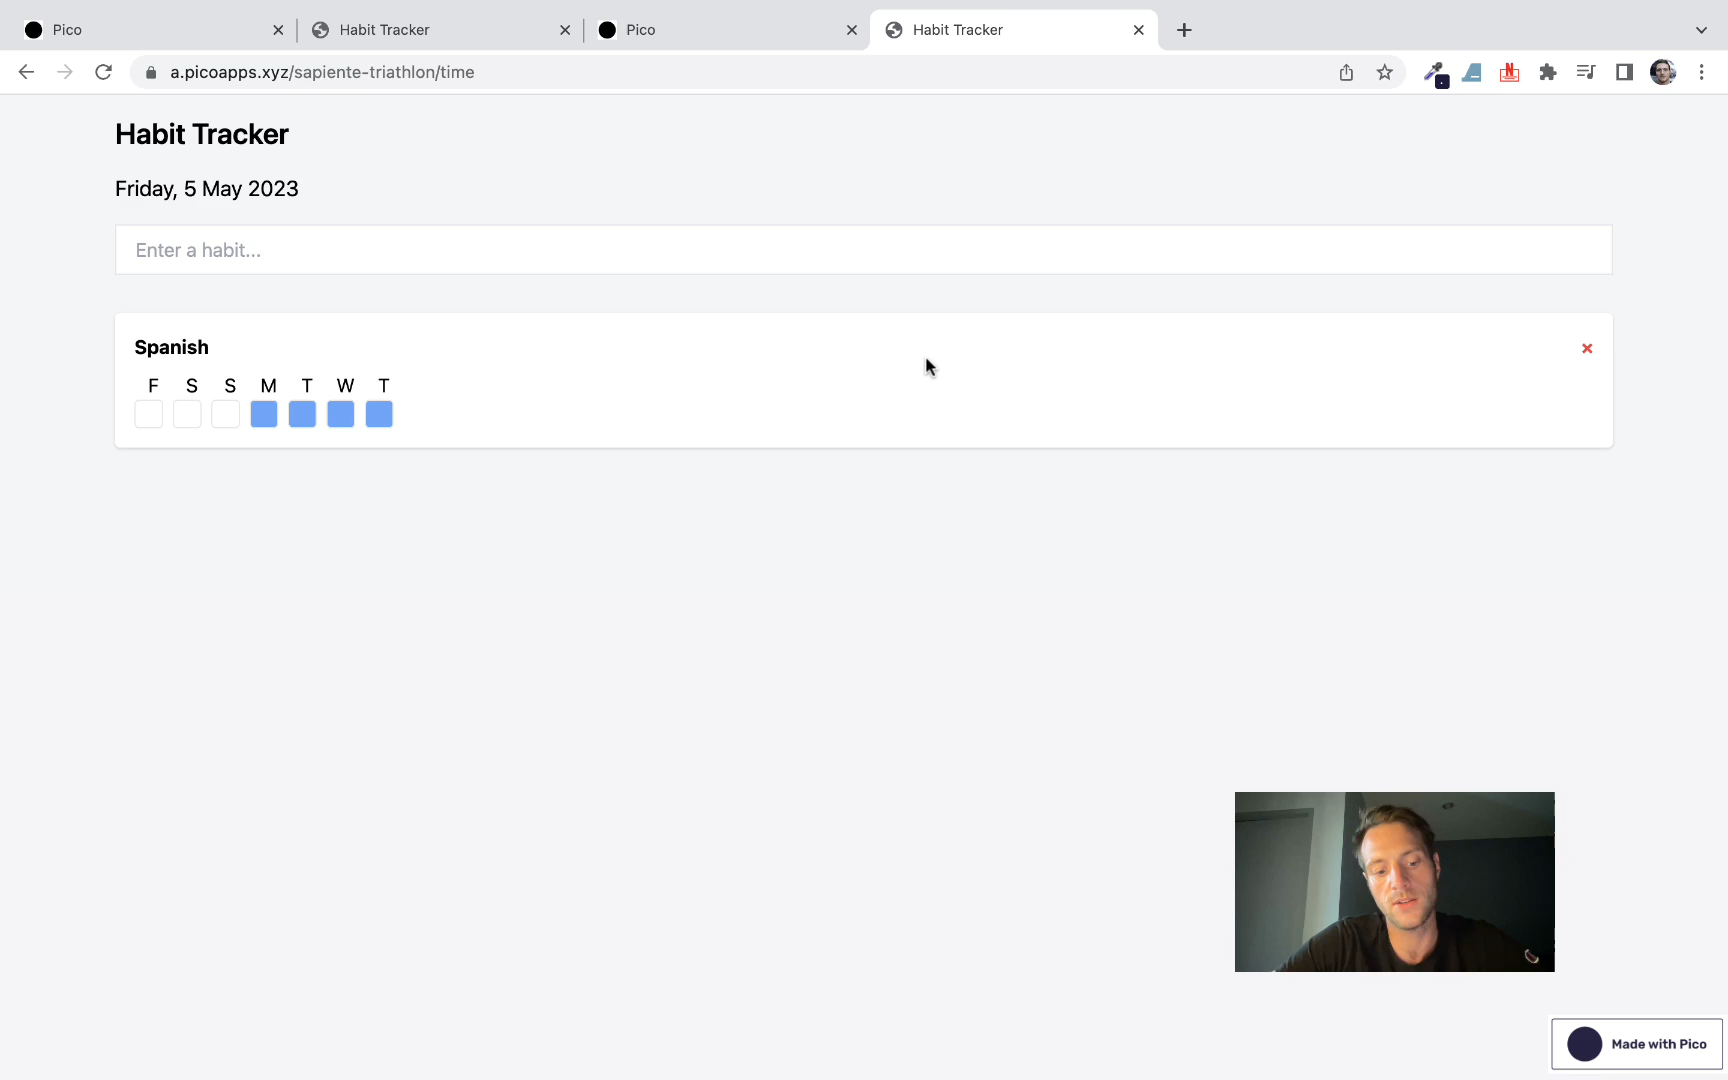 Pico
Habit Tracker
Pico
Habit Tracker
a.picoapps.xyz/sapiente-triathlon/time
Habit Tracker
Friday, 5 May 2023
Enter a habit...
Spanish
F S S M T W T
Made with Pico